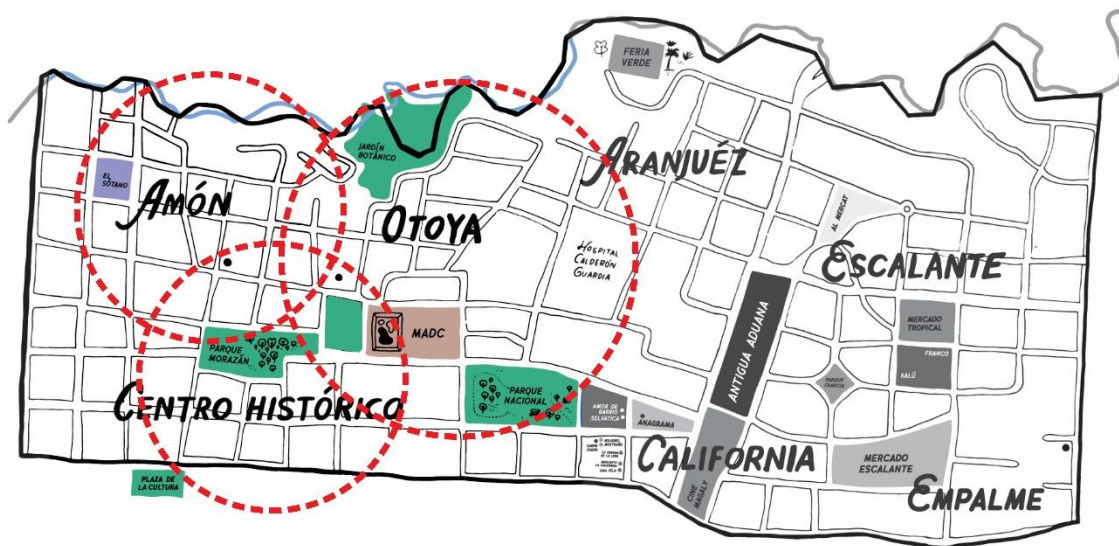 FERIA
VERDE
JARDÍN
BOTÁNICO
ARANJUÉZ
EL
SÓTANO
AMÓN
OTOYA
AL MERCAT
HOSPITAL
CALDERÓN
GUARDIA
ESCALANTE
ANTIGUA ADUANA
MERCADO
TROPICAL
MADC
PARQUE
MORAZÁN
FRANCO
KALÚ
PARQUE
FRANCIA
PARQUE
NACIONAL
CENTRO HISTÓRICO
AMOR DE
BARRIO
SELVÁTICA
ANAGRAMA
CALIFORNIA
MERCADO
ESCALANTE
PLAZA DE
LA CULTURA
CINE
MAGALY
EMPALME